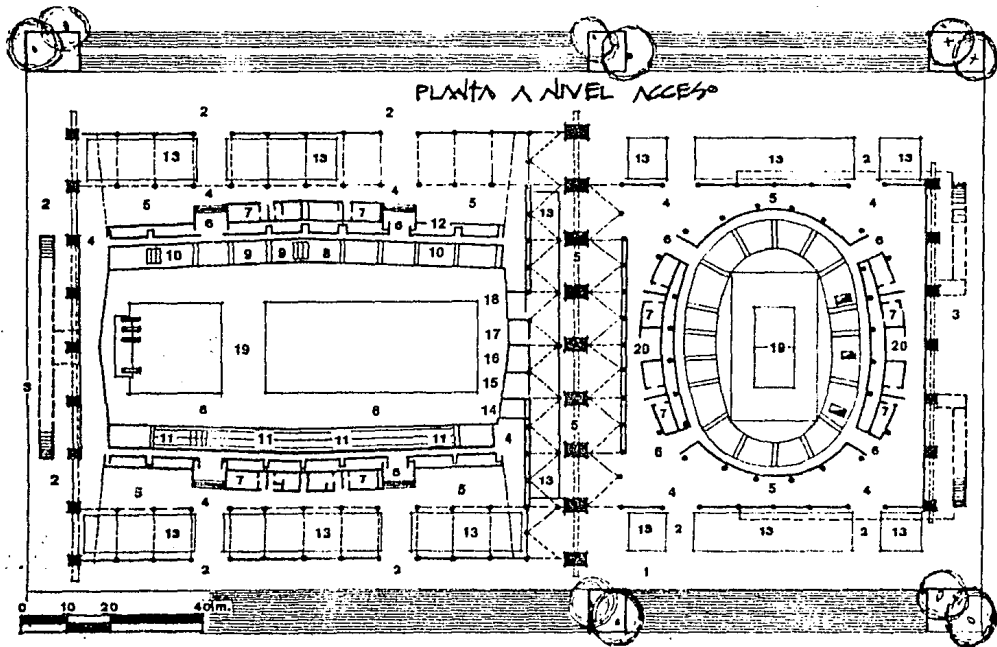 PLANTA A NIVEL ACCESO
2 2
13 13 13 13 2 13
2 4 4 4 5 4
5 7 7 5 13
6 6 12 6 6
4 10 9 9 8 10 5
18 7 7 3
17
19 16 20 19 20
15
3 6 6 14 7 7
11 11 11 11 4 5
2 6 6 6
5 7 7 5 13 4 5 4
4
13 13 13 13 2 13 2 13
2 2 1
0 10 20 40m.